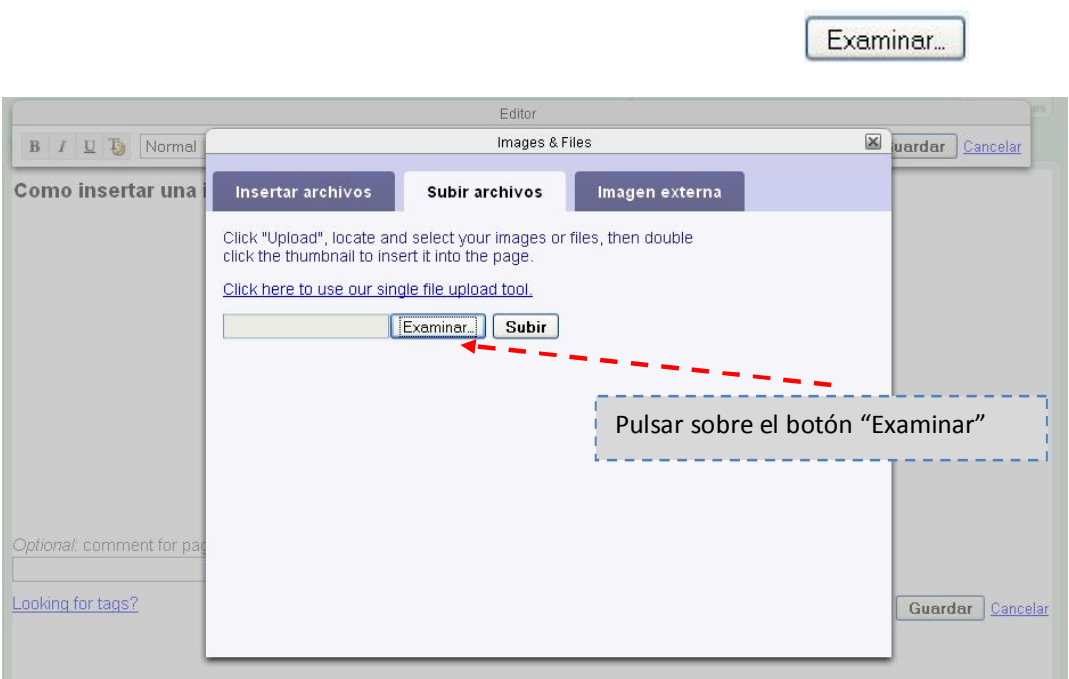 Examinar...
Editor
B I U T Normal
Guardar Cancelar
Images & Files
Como insertar una i
Insertar archivos Subir archivos Imagen externa
Click "Upload", locate and select your images or files, then double
click the thumbnail to insert it into the page.
Click here to use our single file upload tool.
Examinar... Subir
Pulsar sobre el botón “Examinar”
Optional: comment for pag
Looking for tags?
Guardar Cancelar